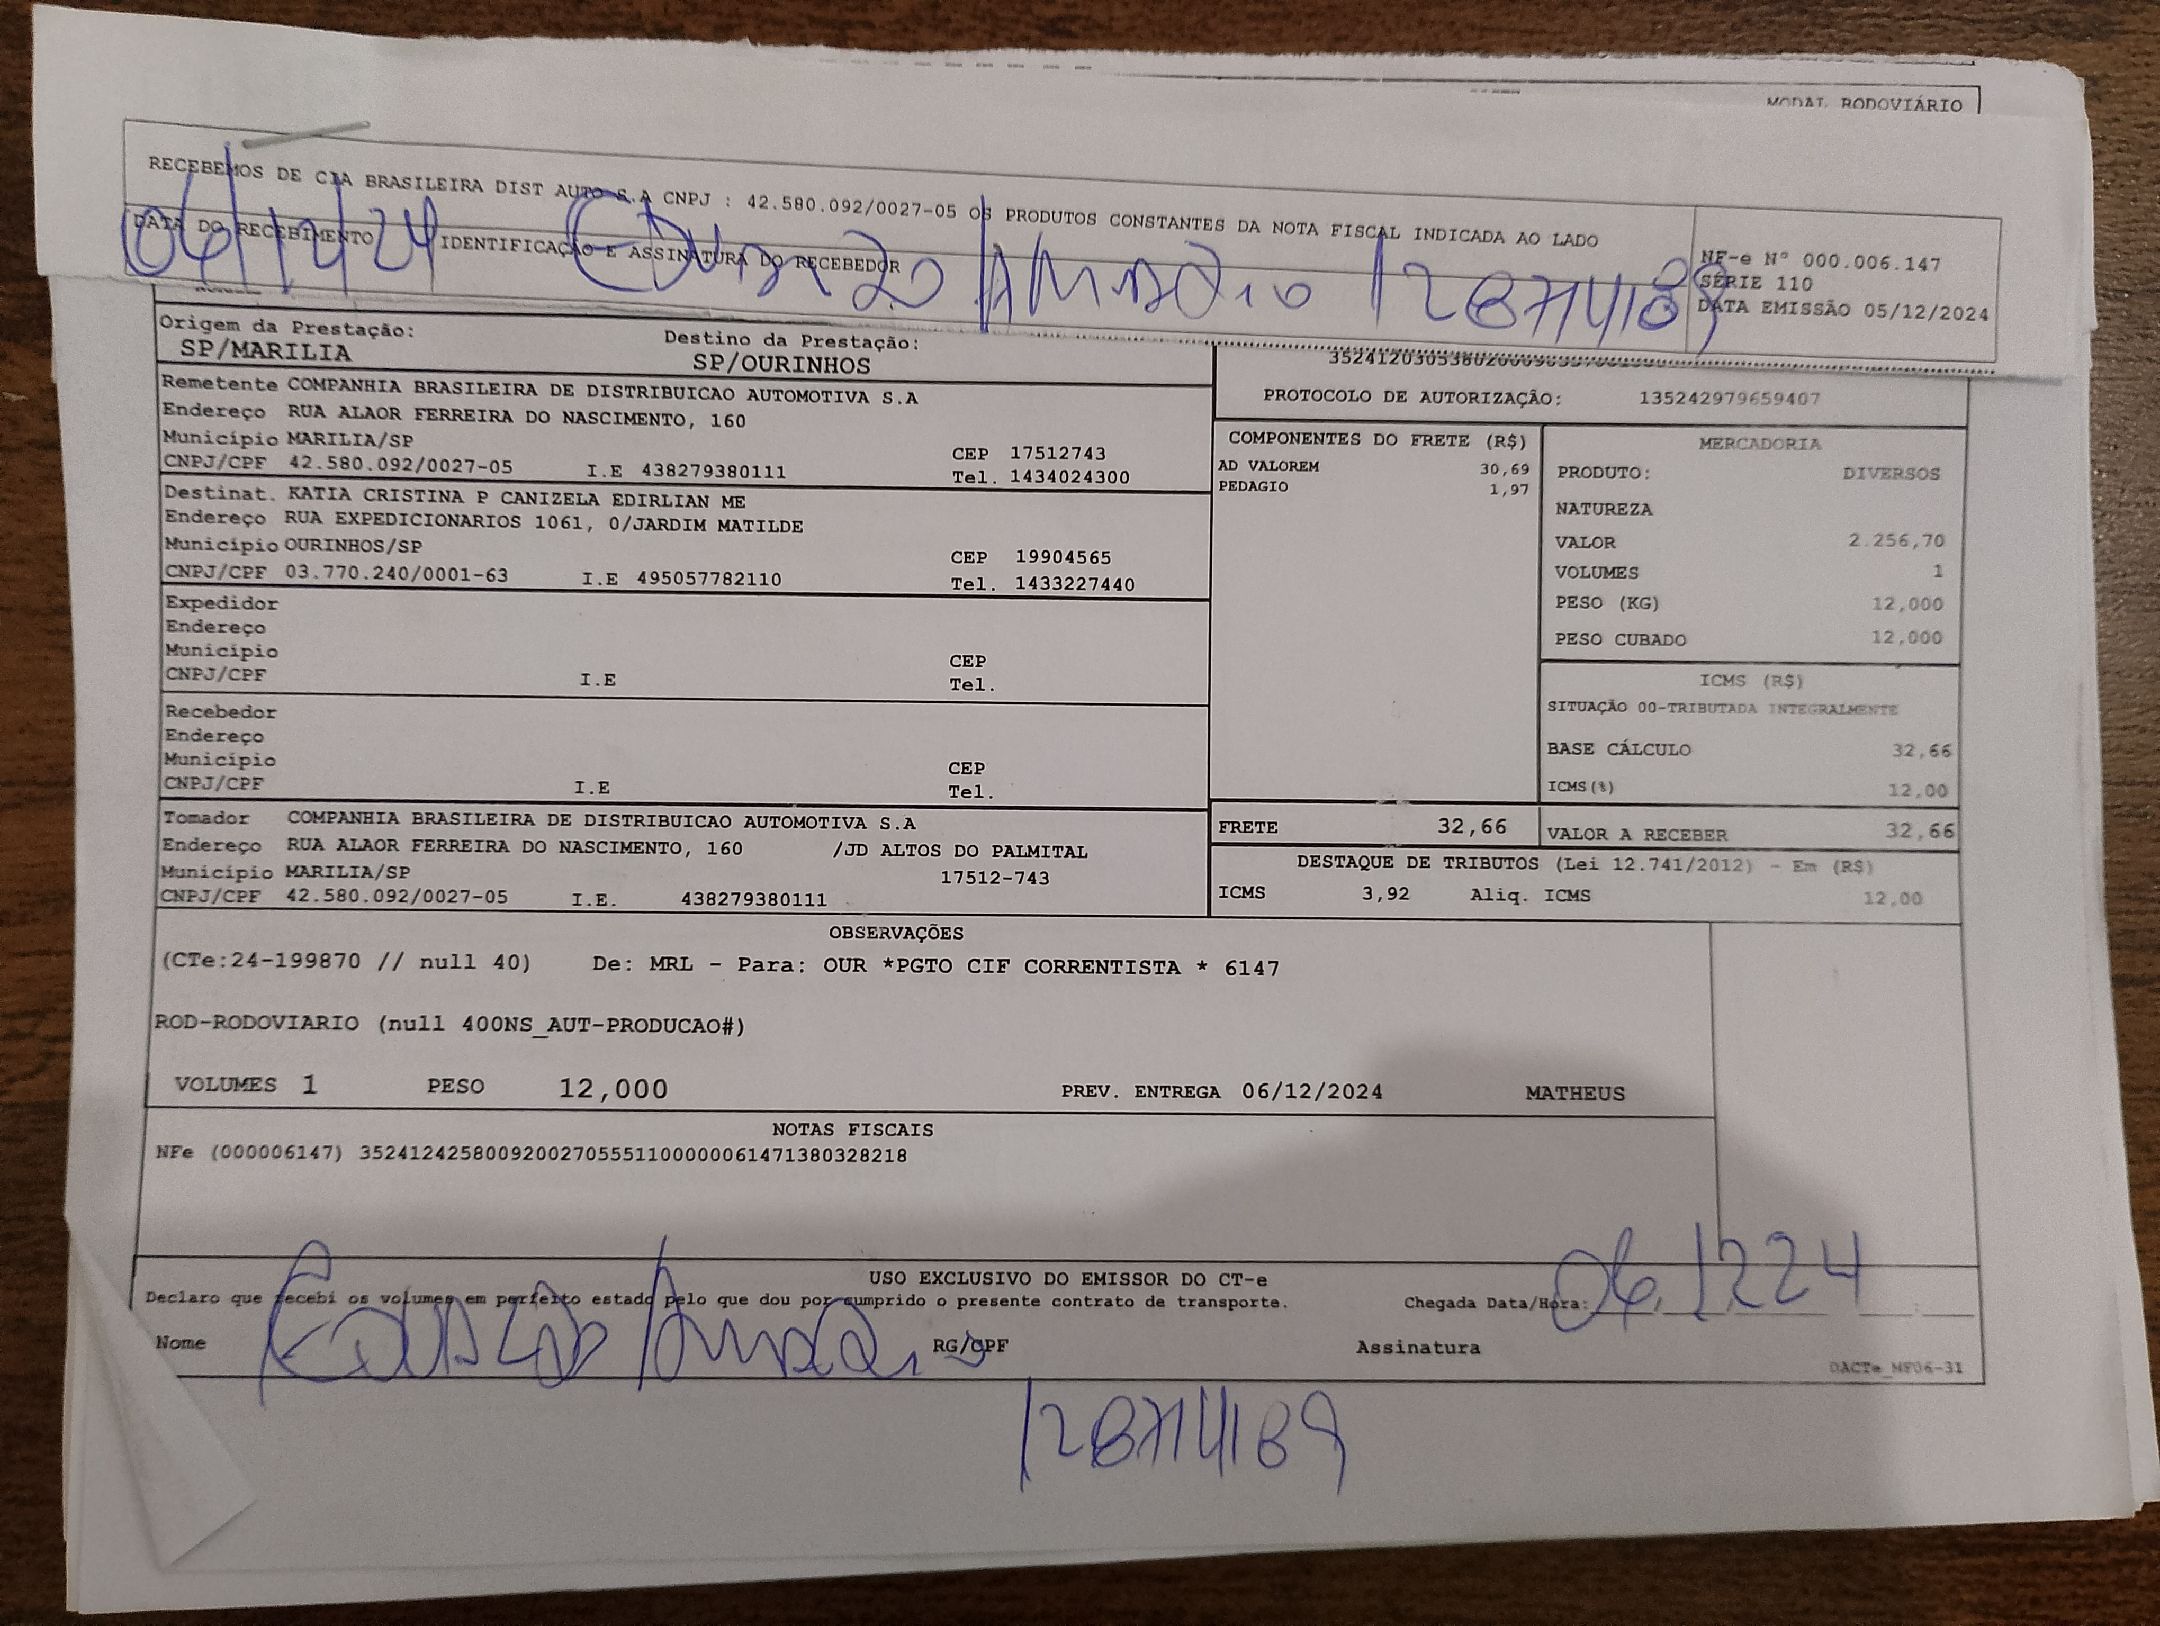 MODAL RODOVIÁRIO
RECEBEMOS DE CIA BRASILEIRA DIST AUTO S.A CNPJ : 42.580.092/0027-05 OS PRODUTOS CONSTANTES DA NOTA FISCAL INDICADA AO LADO
DATA DO RECEBIMENTO IDENTIFICAÇÃO E ASSINATURA DO RECEBEDOR
NF-e N° 000.006.147
SÉRIE 110
DATA EMISSÃO 05/12/2024
Origem da Prestação: Destino da Prestação:
SP/MARILIA SP/OURINHOS
Remetente COMPANHIA BRASILEIRA DE DISTRIBUICAO AUTOMOTIVA S.A
Endereço RUA ALAOR FERREIRA DO NASCIMENTO, 160
Município MARILIA/SP CEP 17512743
CNPJ/CPF 42.580.092/0027-05 I.E 438279380111 Tel. 1434024300
Destinat. KATIA CRISTINA P CANIZELA EDIRLIAN ME
Endereço RUA EXPEDICIONARIOS 1061, 0/JARDIM MATILDE
Município OURINHOS/SP CEP 19904565
CNPJ/CPF 03.770.240/0001-63 I.E 495057782110 Tel. 1433227440
Expedidor
Endereço
Município CEP
CNPJ/CPF I.E Tel.
Recebedor
Endereço
Município CEP
CNPJ/CPF I.E Tel.
Tomador COMPANHIA BRASILEIRA DE DISTRIBUICAO AUTOMOTIVA S.A
Endereço RUA ALAOR FERREIRA DO NASCIMENTO, 160 /JD ALTOS DO PALMITAL
Município MARILIA/SP 17512-743
CNPJ/CPF 42.580.092/0027-05 I.E. 438279380111
PROTOCOLO DE AUTORIZAÇÃO: 135242979659407
COMPONENTES DO FRETE (R$)
AD VALOREM 30,69
PEDAGIO 1,97
MERCADORIA
PRODUTO: DIVERSOS
NATUREZA
VALOR 2.256,70
VOLUMES 1
PESO (KG) 12,000
PESO CUBADO 12,000
ICMS (R$)
SITUAÇÃO 00-TRIBUTADA INTEGRALMENTE
BASE CÁLCULO 32,66
ICMS(%) 12,00
FRETE 32,66 VALOR A RECEBER 32,66
DESTAQUE DE TRIBUTOS (Lei 12.741/2012) - Em (R$)
ICMS 3,92 Aliq. ICMS 12,00
OBSERVAÇÕES
(CTe:24-199870 // null 40) De: MRL - Para: OUR *PGTO CIF CORRENTISTA * 6147
ROD-RODOVIARIO (null 400NS_AUT-PRODUCAO#)
VOLUMES 1 PESO 12,000 PREV. ENTREGA 06/12/2024 MATHEUS
NOTAS FISCAIS
NFe (000006147) 35241242580092002705551100000061471380328218
USO EXCLUSIVO DO EMISSOR DO CT-e
Declaro que recebi os volumes em perfeito estado pelo que dou por cumprido o presente contrato de transporte. Chegada Data/Hora: 06 12 24
Nome RG/CPF Assinatura
DACTe_MF06-31